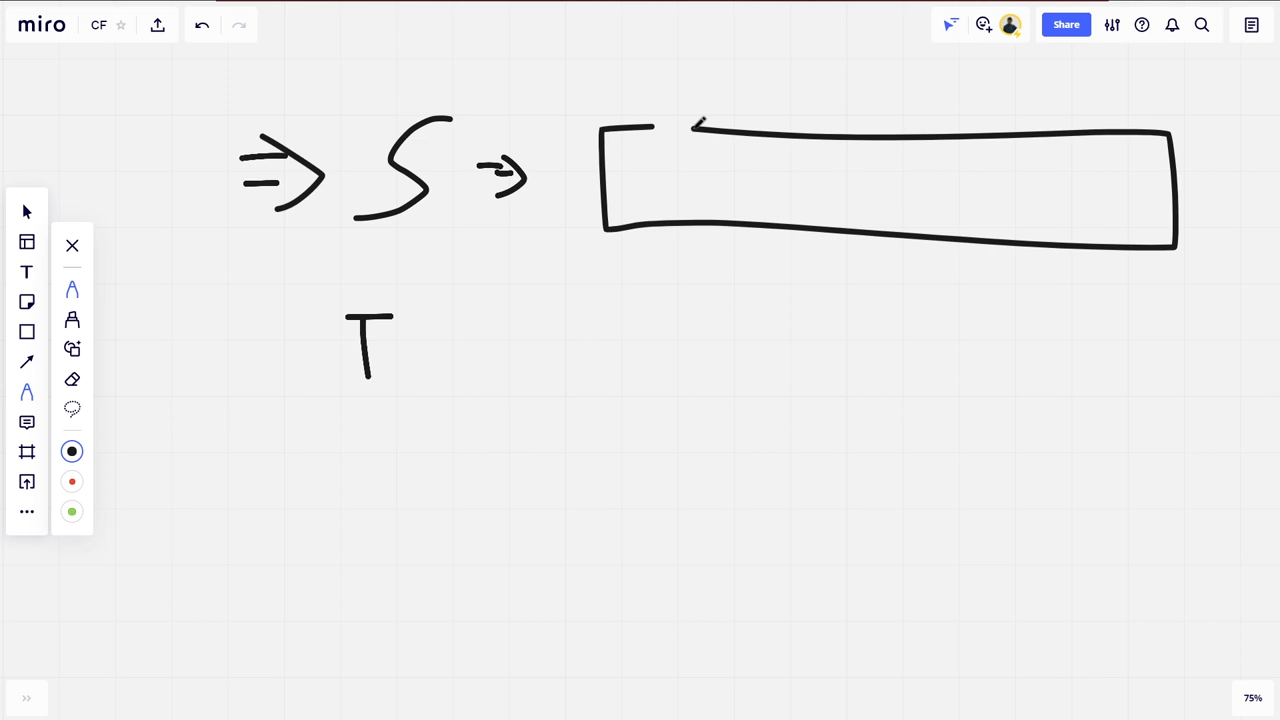 miro CF Share
⇒ S ⇒
T
T
75%